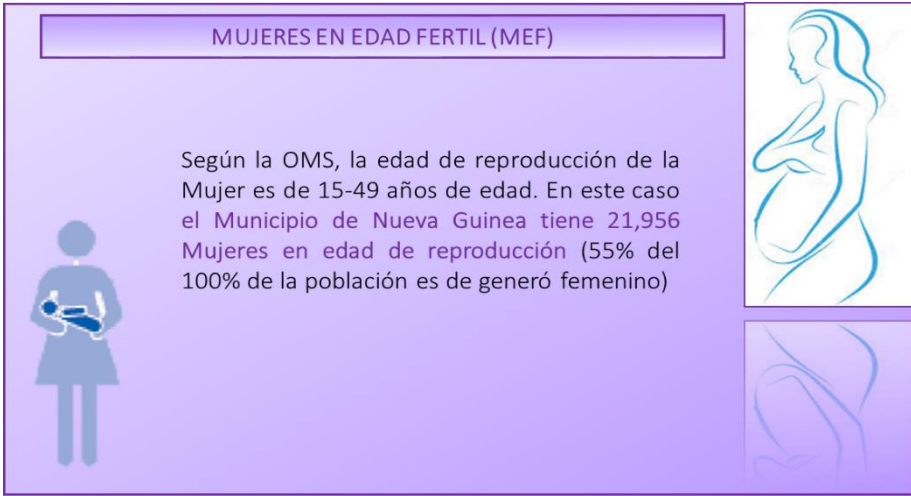 MUJERES EN EDAD FERTIL (MEF)
Según la OMS, la edad de reproducción de la
Mujer es de 15-49 años de edad. En este caso
el Municipio de Nueva Guinea tiene 21,956
Mujeres en edad de reproducción (55% del
100% de la población es de generó femenino)